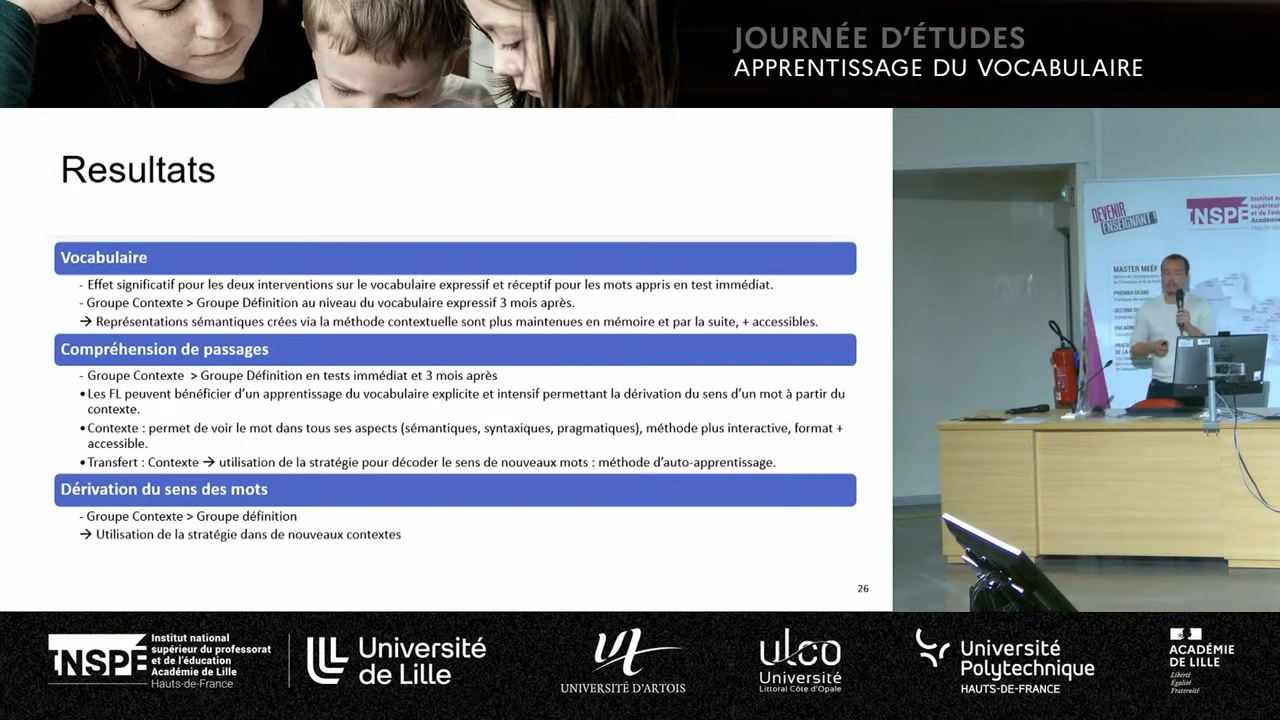 JOURNÉE D'ÉTUDES
APPRENTISSAGE DU VOCABULAIRE
Resultats
Vocabulaire
- Effet significatif pour les deux interventions sur le vocabulaire expressif et réceptif pour les mots appris en test immédiat.
- Groupe Contexte > Groupe Définition au niveau du vocabulaire expressif 3 mois après.
→ Représentations sémantiques crées via la méthode contextuelle sont plus maintenues en mémoire et par la suite, + accessibles.
Compréhension de passages
- Groupe Contexte > Groupe Définition en tests immédiat et 3 mois après
•Les FL peuvent bénéficier d'un apprentissage du vocabulaire explicite et intensif permettant la dérivation du sens d'un mot à partir du
contexte.
•Contexte : permet de voir le mot dans tous ses aspects (sémantiques, syntaxiques, pragmatiques), méthode plus interactive, format +
accessible.
•Transfert : Contexte → utilisation de la stratégie pour décoder le sens de nouveaux mots : méthode d'auto-apprentissage.
Dérivation du sens des mots
- Groupe Contexte > Groupe définition
→ Utilisation de la stratégie dans de nouveaux contextes
26
DEVENIR
ENSEIGNANT !
INSPÉ
Institut
supérieur
Académie
MASTER MEEF
PREMIER DEGRÉ
INSPÉ
Institut national
supérieur du professorat
et de l'éducation
Académie de Lille
Hauts-de-France
Université
de Lille
UNIVERSITÉ D'ARTOIS
ulco
Université
Littoral Côte d'Opale
Université
Polytechnique
HAUTS-DE-FRANCE
ACADÉMIE
DE LILLE
Liberté
Égalité
Fraternité